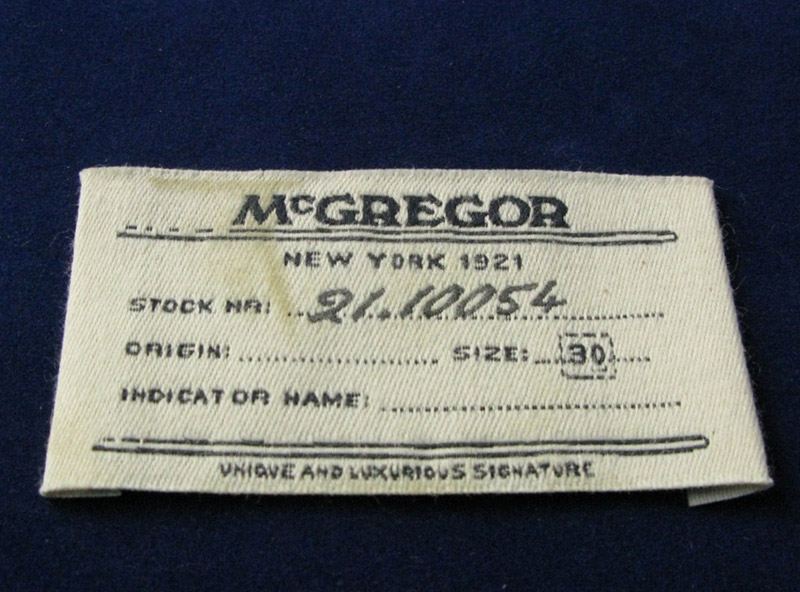 McGREGOR
NEW YORK 1921
STOCK NR: 21.10054
ORIGIN: SIZE: 30
INDICATOR NAME:
UNIQUE AND LUXURIOUS SIGNATURE